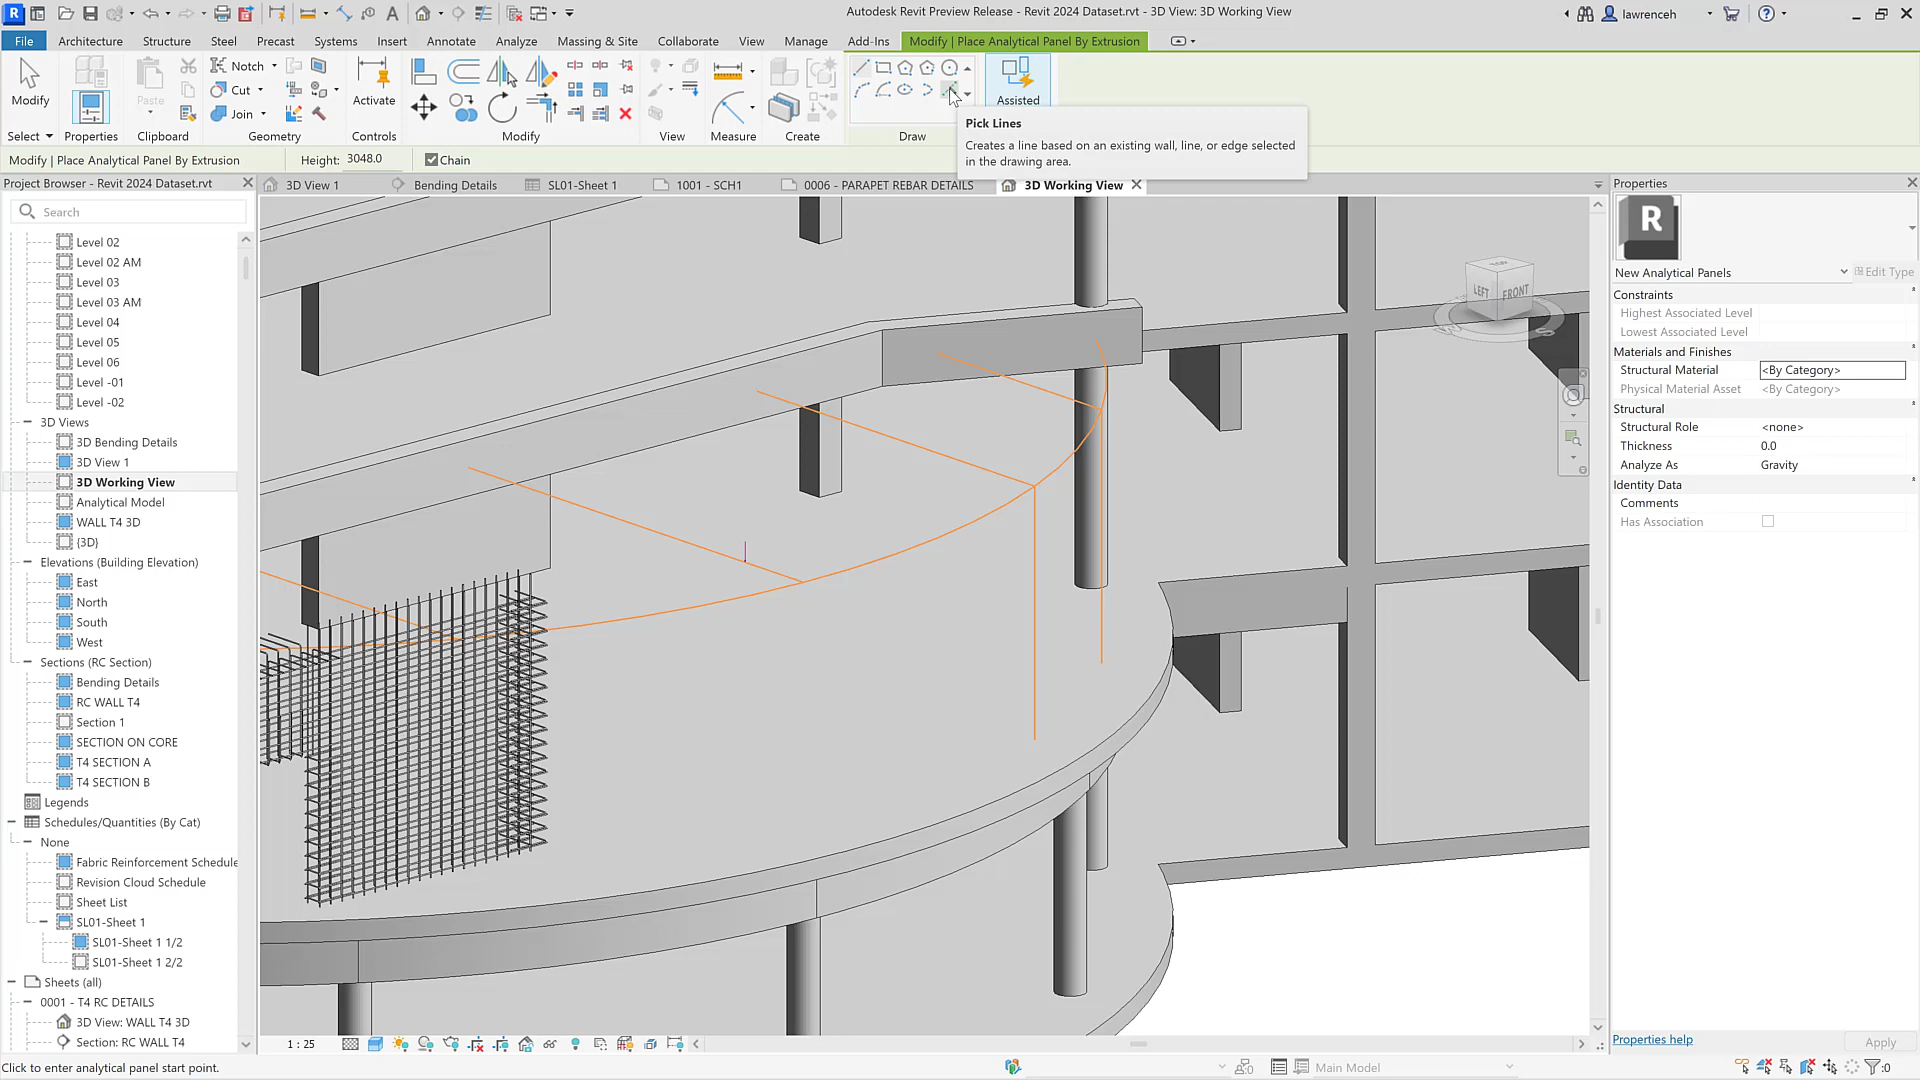 Autodesk Revit Preview Release - Revit 2024 Dataset.rvt - 3D View: 3D Working View
lawrenceh
File
Architecture
Structure
Steel
Precast
Systems
Insert
Annotate
Analyze
Massing & Site
Collaborate
View
Manage
Add-Ins
Modify | Place Analytical Panel By Extrusion
Modify
Properties
Paste
Notch
Cut
Join
Activate
Assisted
Select
Properties
Clipboard
Geometry
Controls
Modify
View
Measure
Create
Draw
Pick Lines
Creates a line based on an existing wall, line, or edge selected
in the drawing area.
Modify | Place Analytical Panel By Extrusion
Height: 3048.0
Chain
Project Browser - Revit 2024 Dataset.rvt
3D View 1
Bending Details
SL01-Sheet 1
1001 - SCH1
0006 - PARAPET REBAR DETAILS
3D Working View
Search
Level 02
Level 02 AM
Level 03
Level 03 AM
Level 04
Level 05
Level 06
Level -01
Level -02
3D Views
3D Bending Details
3D View 1
3D Working View
Analytical Model
WALL T4 3D
{3D}
Elevations (Building Elevation)
East
North
South
West
Sections (RC Section)
Bending Details
RC WALL T4
Section 1
SECTION ON CORE
T4 SECTION A
T4 SECTION B
Legends
Schedules/Quantities (By Cat)
None
Fabric Reinforcement Schedule
Revision Cloud Schedule
Sheet List
SL01-Sheet 1
SL01-Sheet 1 1/2
SL01-Sheet 1 2/2
Sheets (all)
0001 - T4 RC DETAILS
3D View: WALL T4 3D
Section: RC WALL T4
TOP
LEFT
FRONT
W
S
1 : 25
Properties
R
New Analytical Panels
Edit Type
Constraints
Highest Associated Level
Lowest Associated Level
Materials and Finishes
Structural Material <By Category>
Physical Material Asset <By Category>
Structural
Structural Role <none>
Thickness 0.0
Analyze As Gravity
Identity Data
Comments
Has Association
Properties help
Apply
Click to enter analytical panel start point.
Main Model
:0